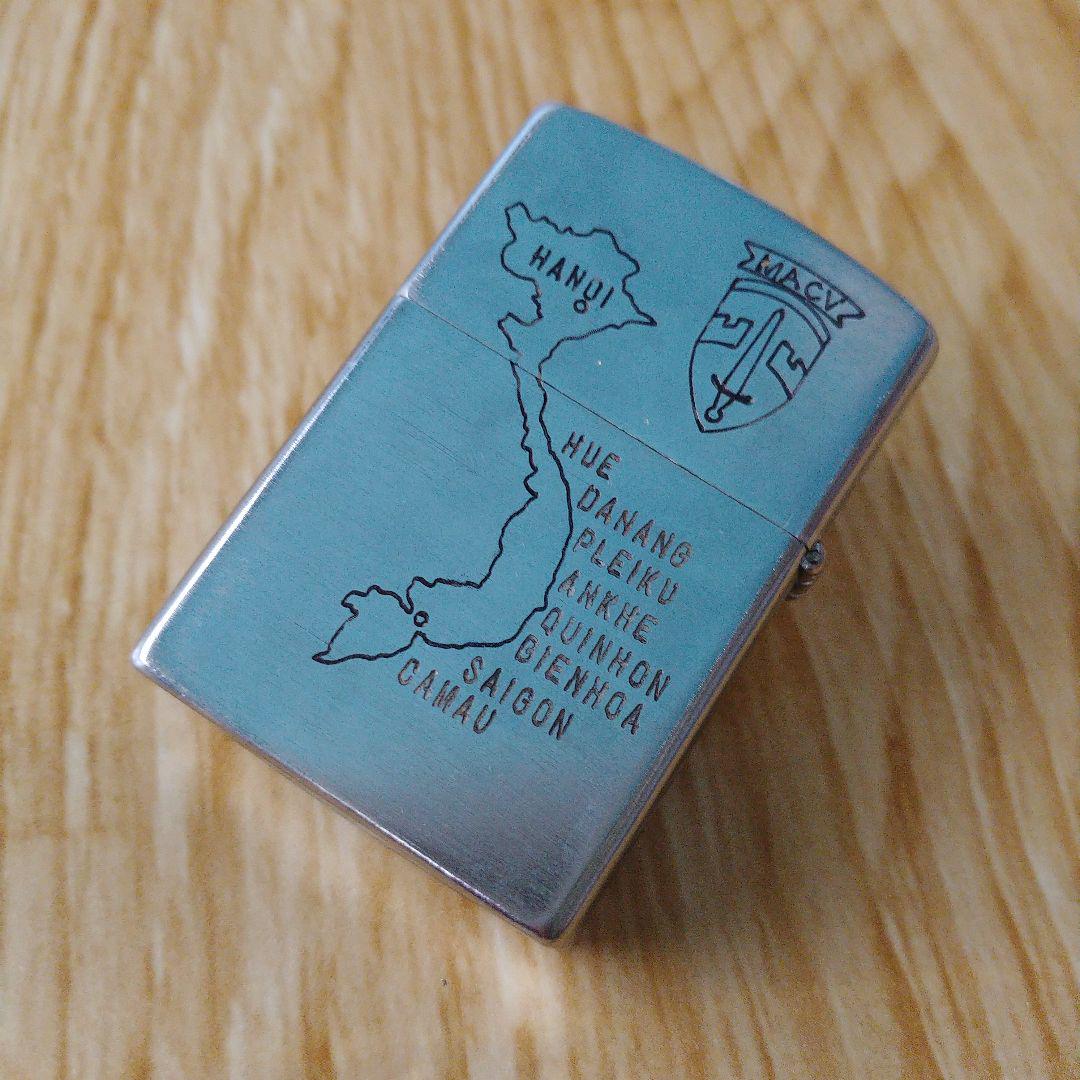 HANOI
MACV
HUE
DANANG
PLEIKU
ANKHE
QUINHON
BIENHOA
SAIGON
CAMAU